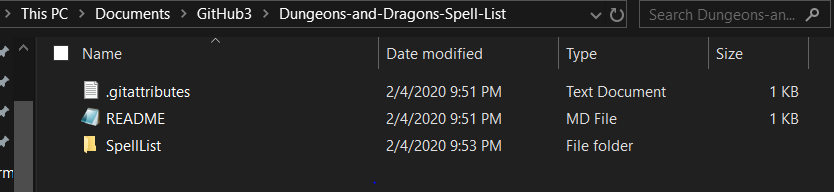 This PC > Documents > GitHub3 > Dungeons-and-Dragons-Spell-List Search Dungeons-an...
Name Date modified Type Size
.gitattributes 2/4/2020 9:51 PM Text Document 1 KB
README 2/4/2020 9:51 PM MD File 1 KB
SpellList 2/4/2020 9:53 PM File folder